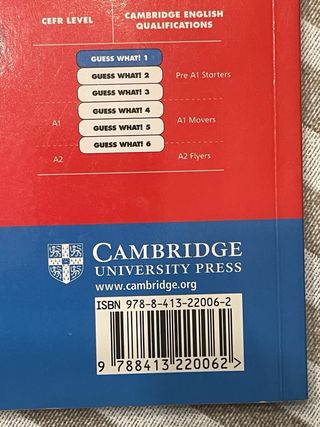 CEFR LEVEL CAMBRIDGE ENGLISH
QUALIFICATIONS
GUESS WHAT! 1
GUESS WHAT! 2 Pre A1 Starters
GUESS WHAT! 3
GUESS WHAT! 4
A1 A1 Movers
GUESS WHAT! 5
GUESS WHAT! 6
A2 A2 Flyers
CAMBRIDGE
UNIVERSITY PRESS
www.cambridge.org
ISBN 978-8-413-22006-2
9 788413 220062>